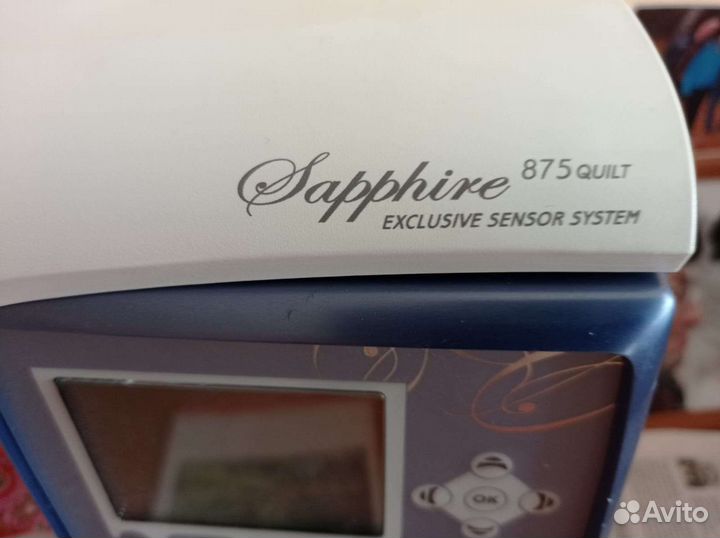 Sapphire 875 QUILT
EXCLUSIVE SENSOR SYSTEM
OK
Avito